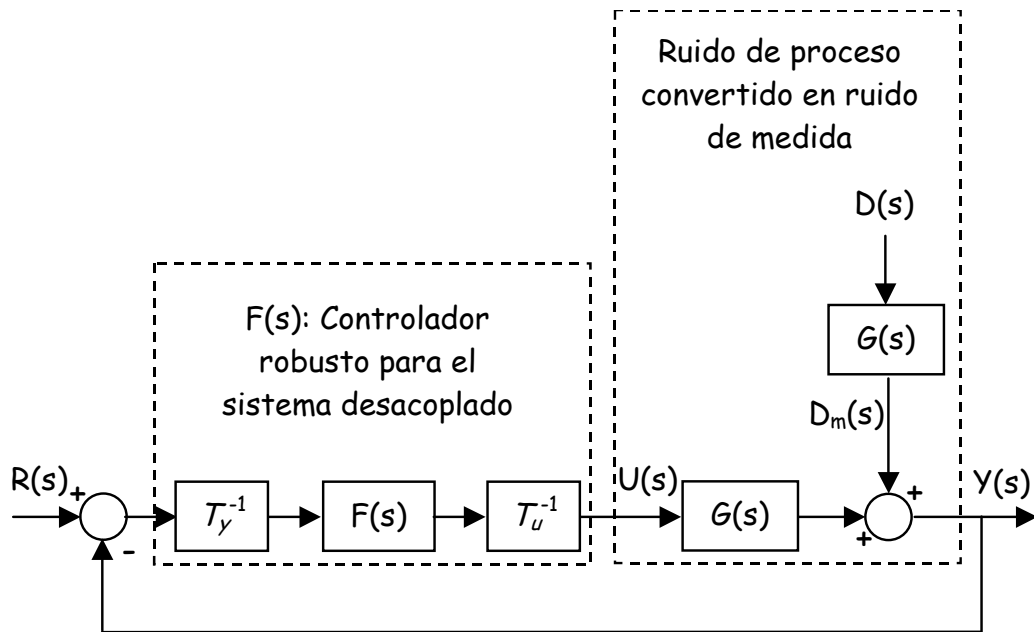 Ruido de proceso
convertido en ruido
de medida
D(s)
G(s)
Dₘ(s)
F(s): Controlador
robusto para el
sistema desacoplado
R(s)
+
-
T_y^-1
F(s)
T_u^-1
U(s)
G(s)
+
+
Y(s)